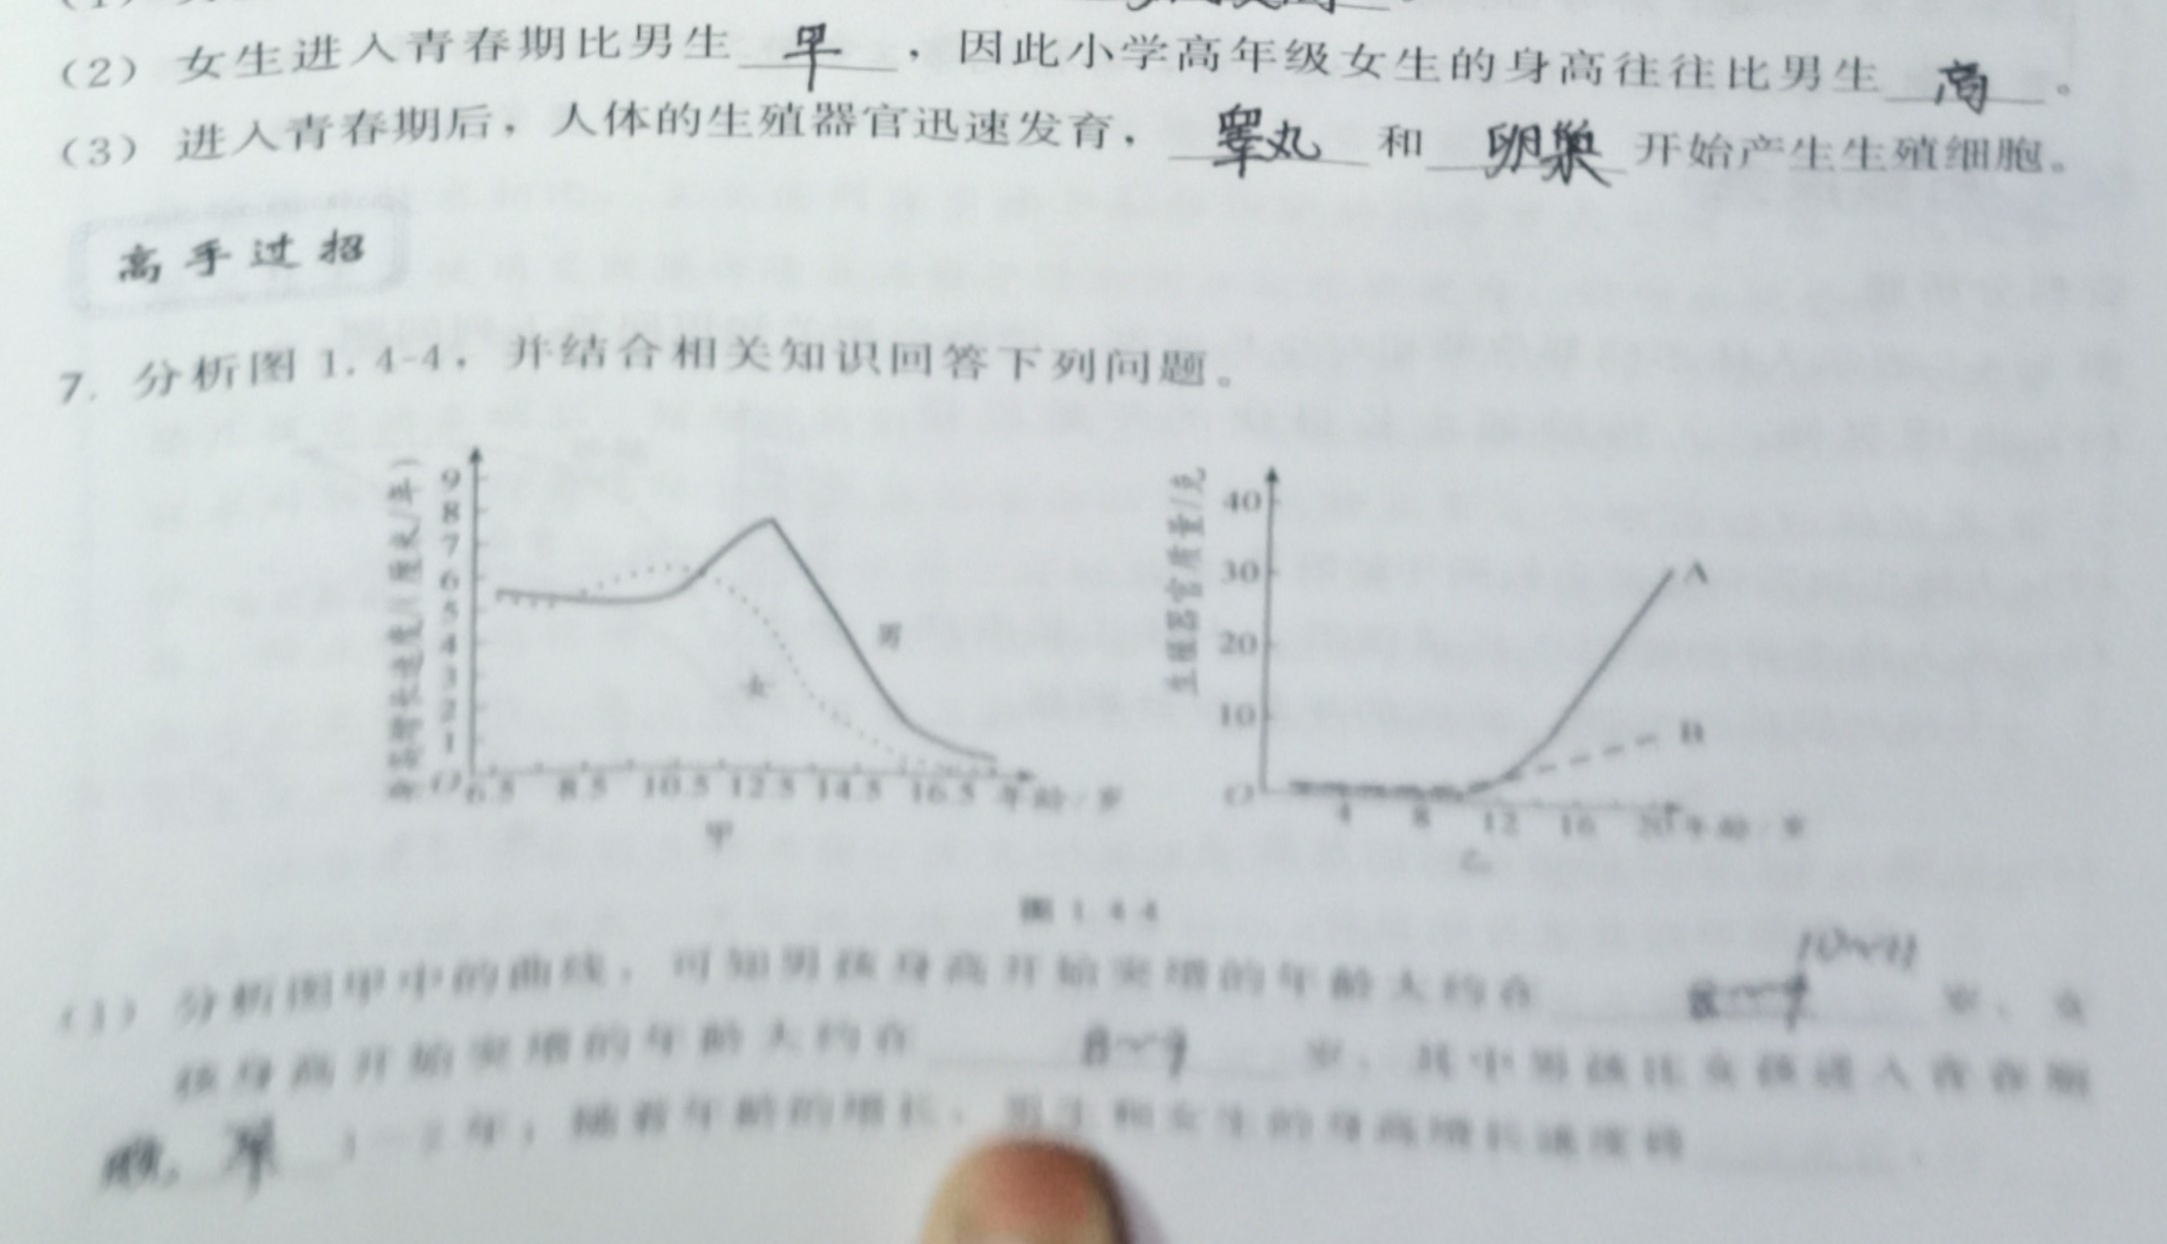 (2) 女生进入青春期比男生 早 ，因此小学高年级女生的身高往往比男生 高 。
(3) 进入青春期后，人体的生殖器官迅速发育， 睾丸 和 卵巢 开始产生生殖细胞。
高手过招
7. 分析图 1.4-4，并结合相关知识回答下列问题。
身高增长速度/(厘米/年)
9
8
7
6
5
4
3
2
1
O
6.5 8.5 10.5 12.5 14.5 16.5 年龄/岁
男
女
甲
生殖器官质量/克
40
30
20
10
O
4 8 12 16 20 年龄/岁
A
B
乙
图 1.4-4
10~11
(1) 分析图甲中的曲线，可知男孩身高开始突增的年龄大约在 岁，女
孩身高开始突增的年龄大约在 8~9 岁，其中男孩比女孩进入青春期
1-2年；随着年龄的增长，男生和女生的身高增长速度将